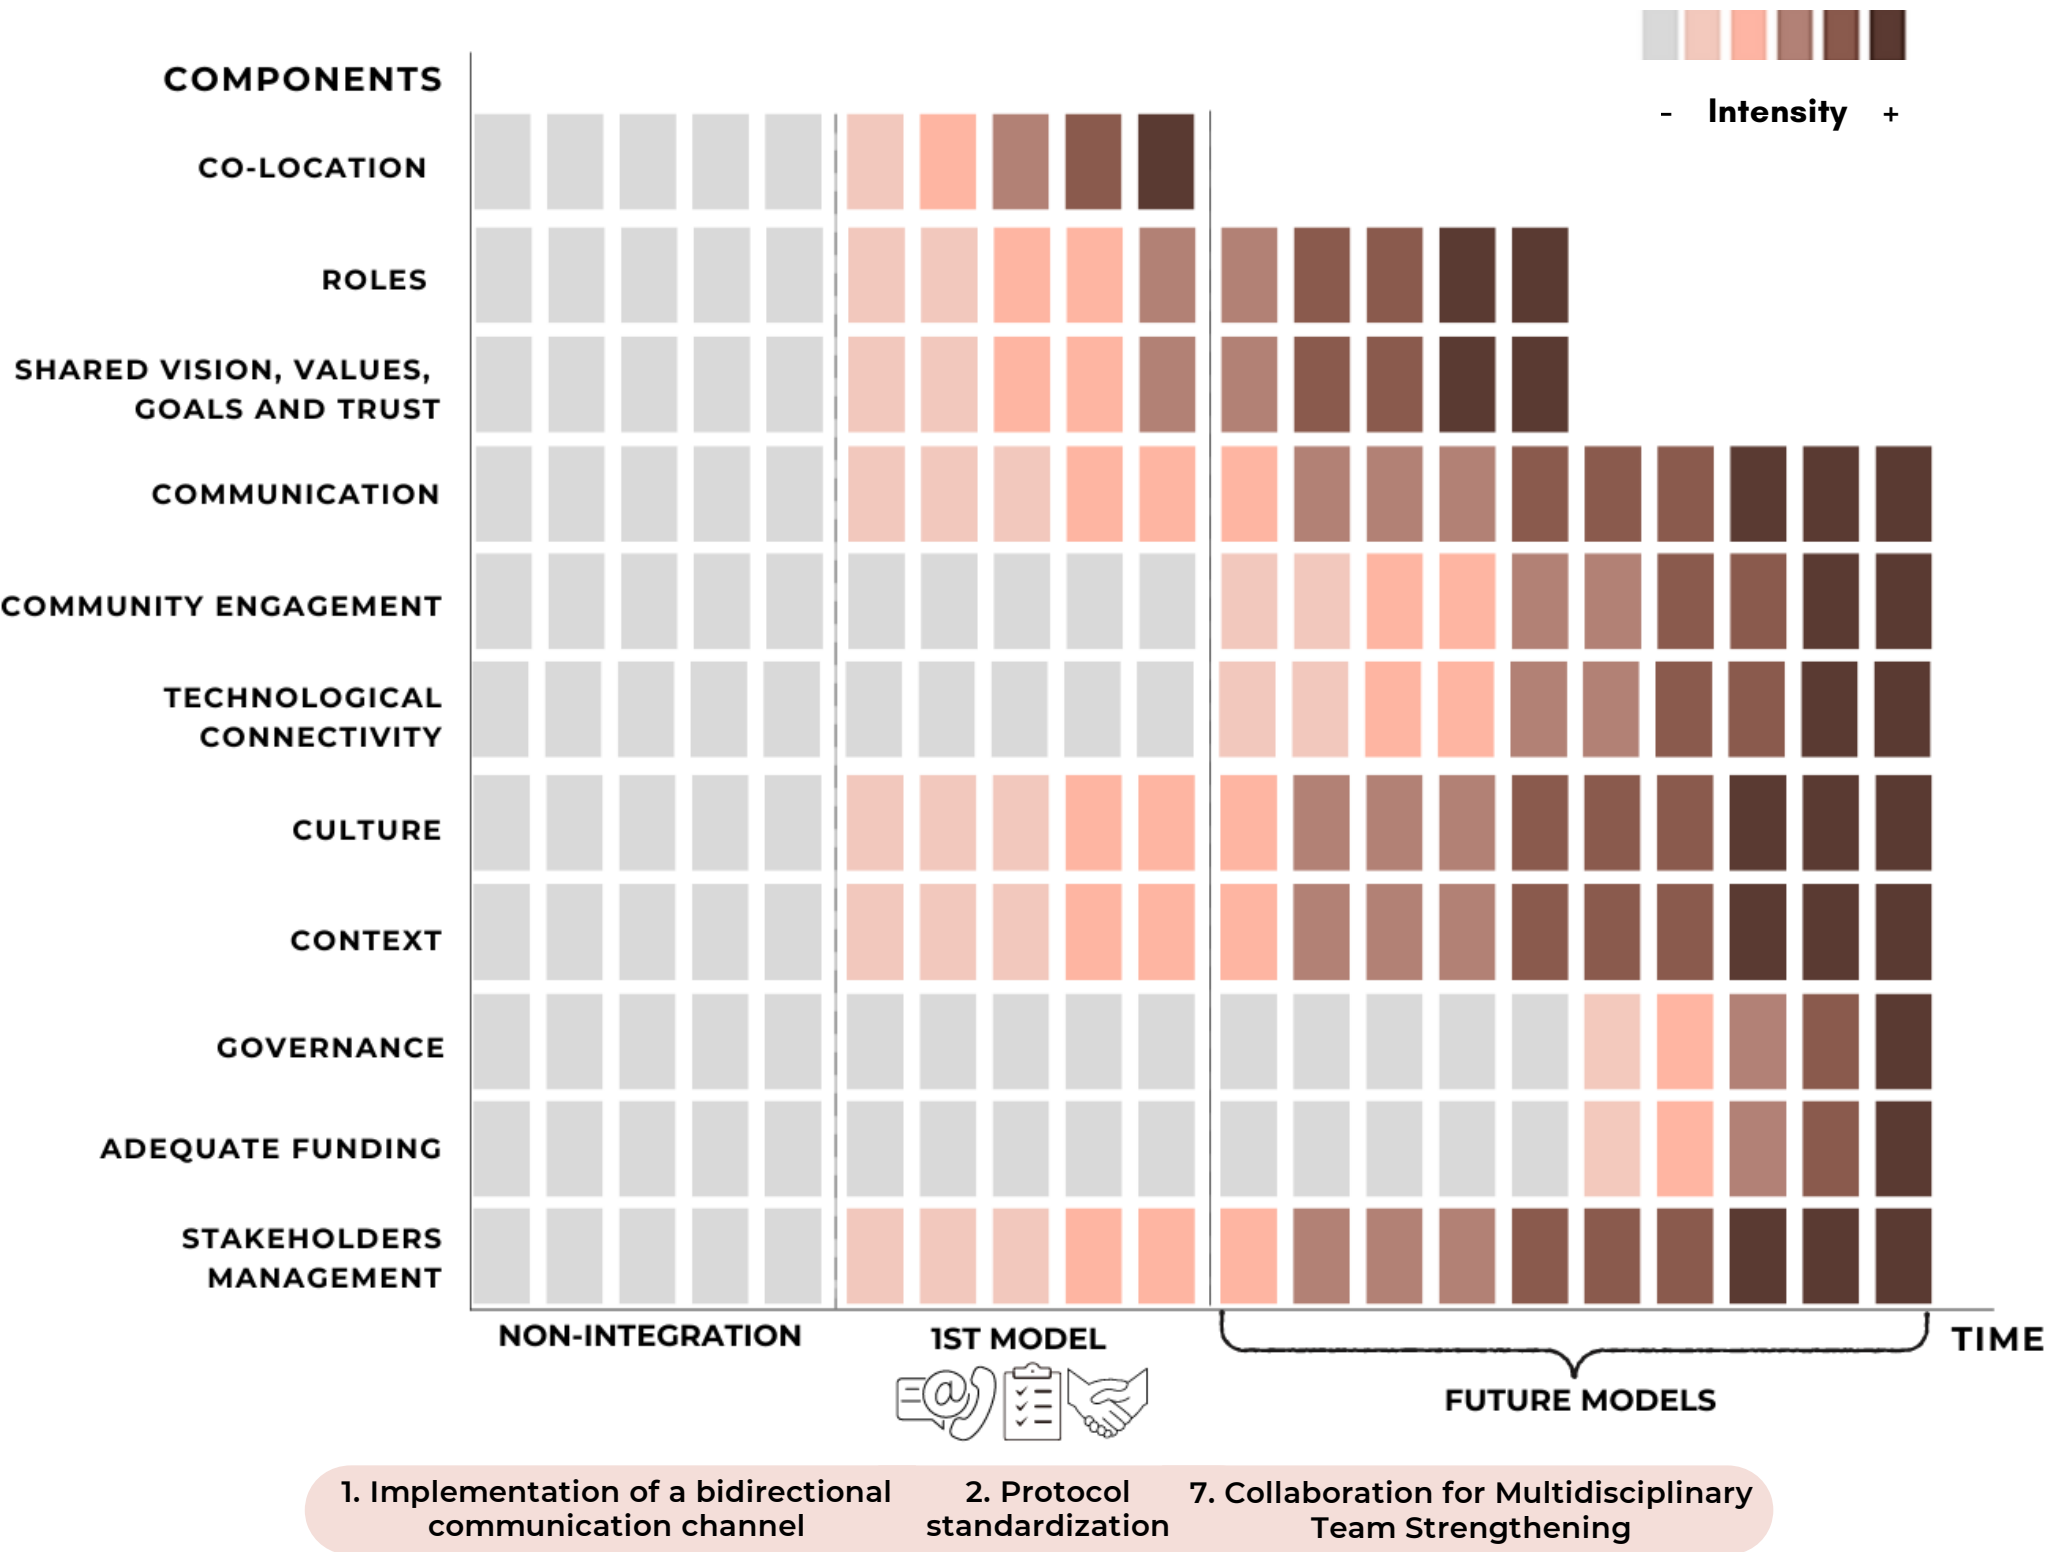 COMPONENTS
- Intensity +
CO-LOCATION
ROLES
SHARED VISION, VALUES,
GOALS AND TRUST
COMMUNICATION
COMMUNITY ENGAGEMENT
TECHNOLOGICAL
CONNECTIVITY
CULTURE
CONTEXT
GOVERNANCE
ADEQUATE FUNDING
STAKEHOLDERS
MANAGEMENT
NON-INTEGRATION
1ST MODEL
TIME
FUTURE MODELS
@
1. Implementation of a bidirectional
communication channel
2. Protocol
standardization
7. Collaboration for Multidisciplinary
Team Strengthening